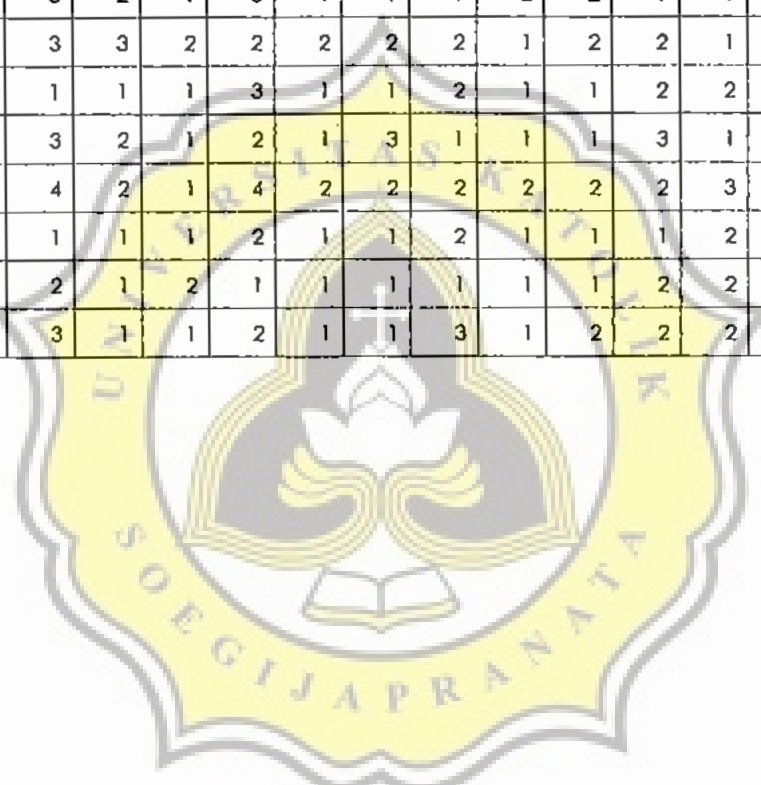 3 3 2 2 2 2 2 1 2 2 1
1 1 1 3 1 1 2 1 1 2 2
3 2 1 2 1 3 1 1 1 3 1
4 2 1 4 2 2 2 2 2 2 3
1 1 1 2 1 1 2 1 1 1 2
2 1 2 1 1 1 1 1 1 2 2
3 1 1 2 1 1 3 1 2 2 2
UNIVERSITAS KATOLIK
SOEGIJAPRANATA